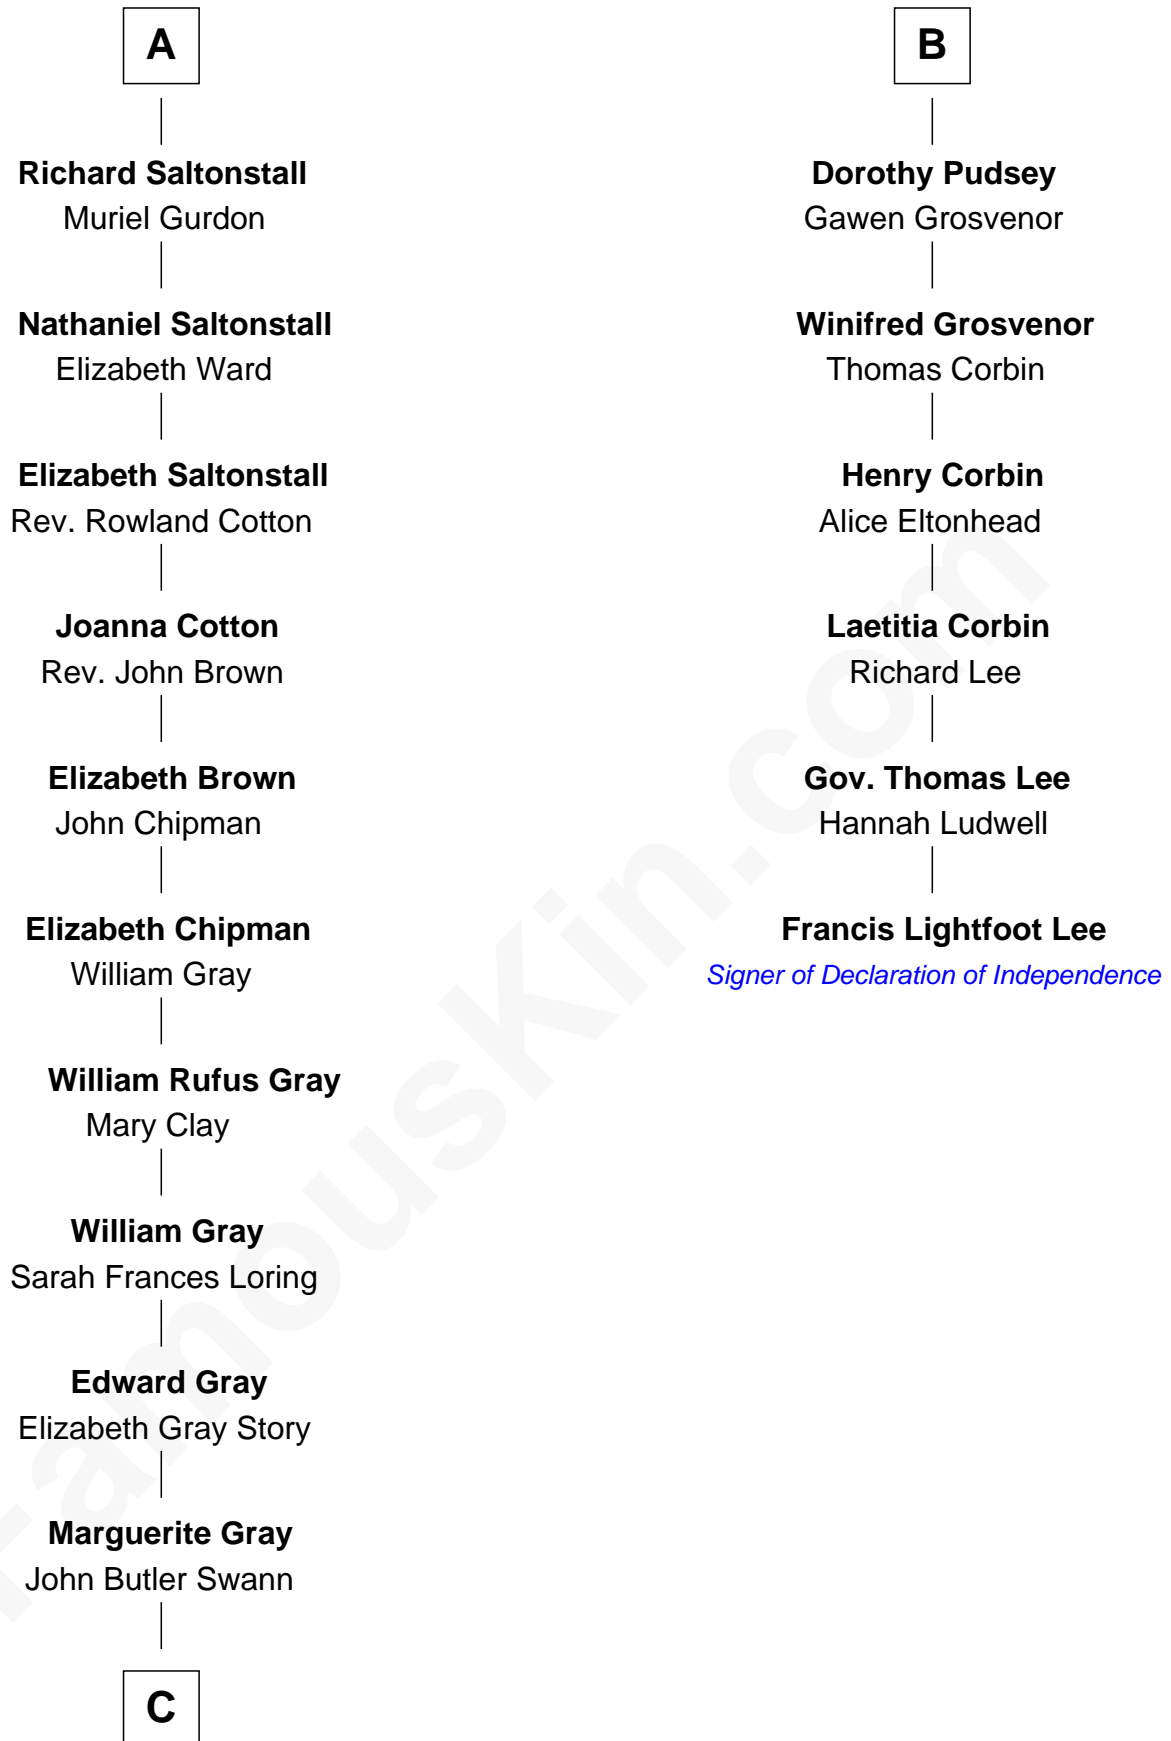 A
Richard Saltonstall
Muriel Gurdon
Nathaniel Saltonstall
Elizabeth Ward
Elizabeth Saltonstall
Rev. Rowland Cotton
Joanna Cotton
Rev. John Brown
Elizabeth Brown
John Chipman
Elizabeth Chipman
William Gray
William Rufus Gray
Mary Clay
William Gray
Sarah Frances Loring
Edward Gray
Elizabeth Gray Story
Marguerite Gray
John Butler Swann
C
B
Dorothy Pudsey
Gawen Grosvenor
Winifred Grosvenor
Thomas Corbin
Henry Corbin
Alice Eltonhead
Laetitia Corbin
Richard Lee
Gov. Thomas Lee
Hannah Ludwell
Francis Lightfoot Lee
Signer of Declaration of Independence
FamousKin.com